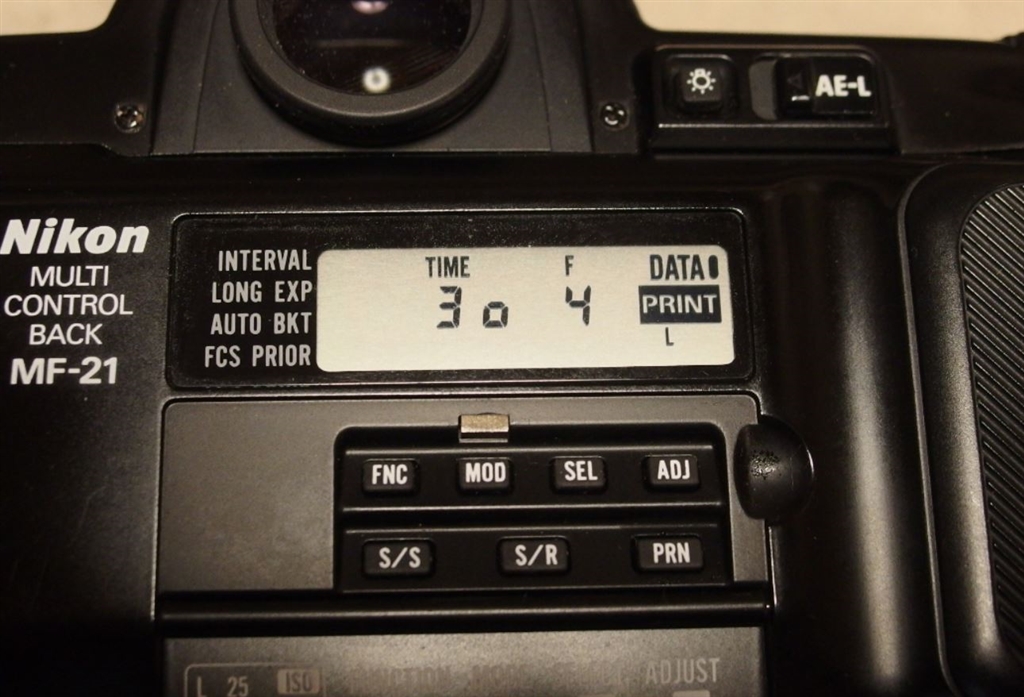 AE-L
Nikon
MULTI
CONTROL
BACK
MF-21
INTERVAL
LONG EXP
AUTO BKT
FCS PRIOR
TIME F DATA
3o 4 PRINT
L
FNC MOD SEL ADJ
S/S S/R PRN
L 25 ISO
ADJUST